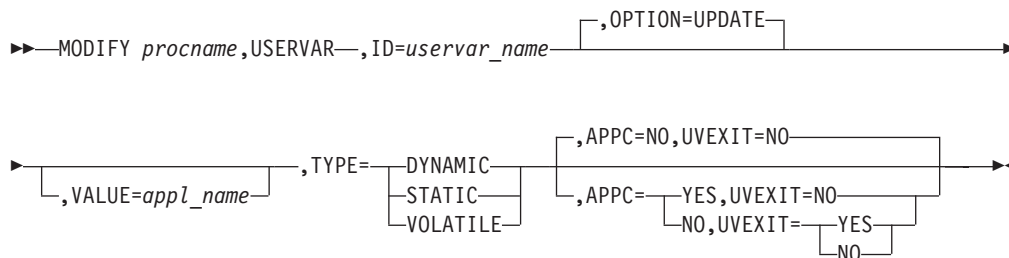 ,OPTION=UPDATE
MODIFY procname,USERVAR ,ID=uservar_name
,APPC=NO,UVEXIT=NO
,TYPE= DYNAMIC
,VALUE=appl_name STATIC ,APPC= YES,UVEXIT=NO
VOLATILE NO,UVEXIT= YES
NO